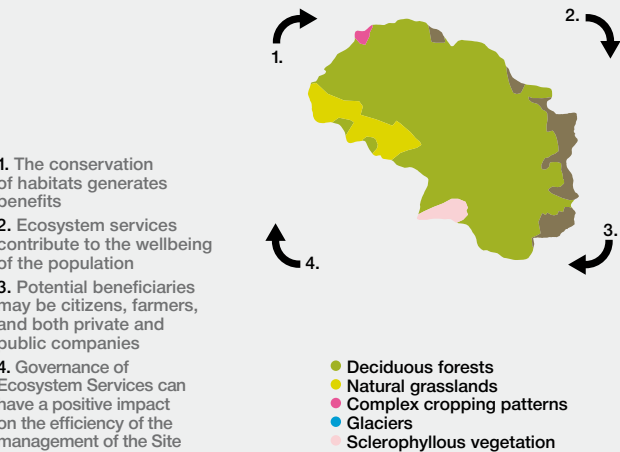 1.
2.
1. The conservation
of habitats generates
benefits
2. Ecosystem services
contribute to the wellbeing
of the population
3. Potential beneficiaries
may be citizens, farmers,
and both private and
public companies
4. Governance of
Ecosystem Services can
have a positive impact
on the efficiency of the
management of the Site
3.
4.
Deciduous forests
Natural grasslands
Complex cropping patterns
Glaciers
Sclerophyllous vegetation